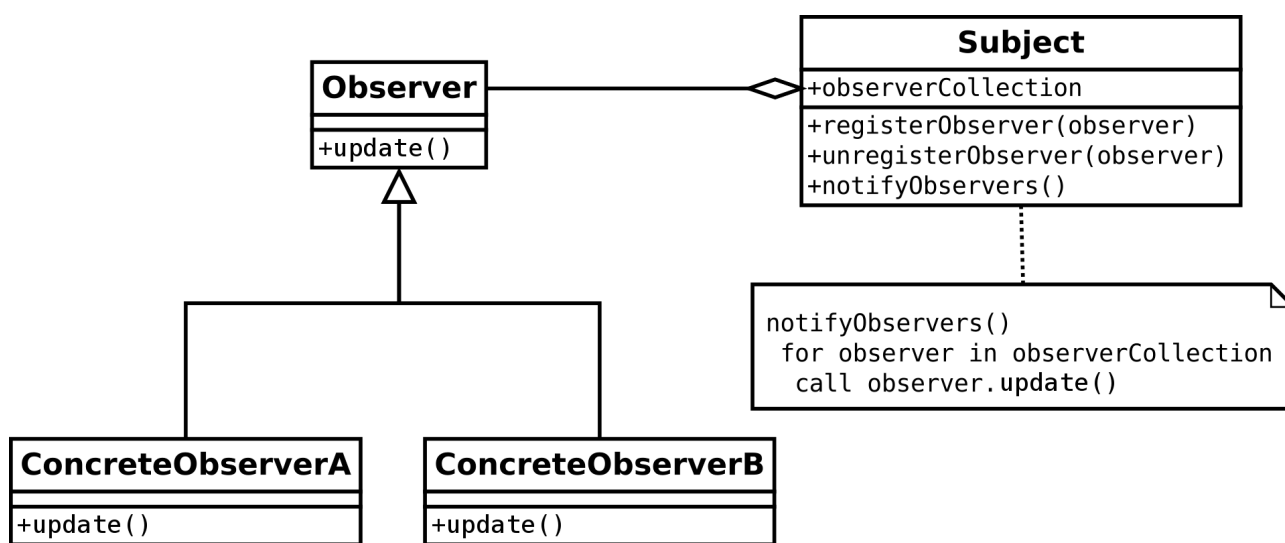 Observer
+update()
Subject
+observerCollection
+registerObserver(observer)
+unregisterObserver(observer)
+notifyObservers()
notifyObservers()
for observer in observerCollection
call observer.update()
ConcreteObserverA
+update()
ConcreteObserverB
+update()